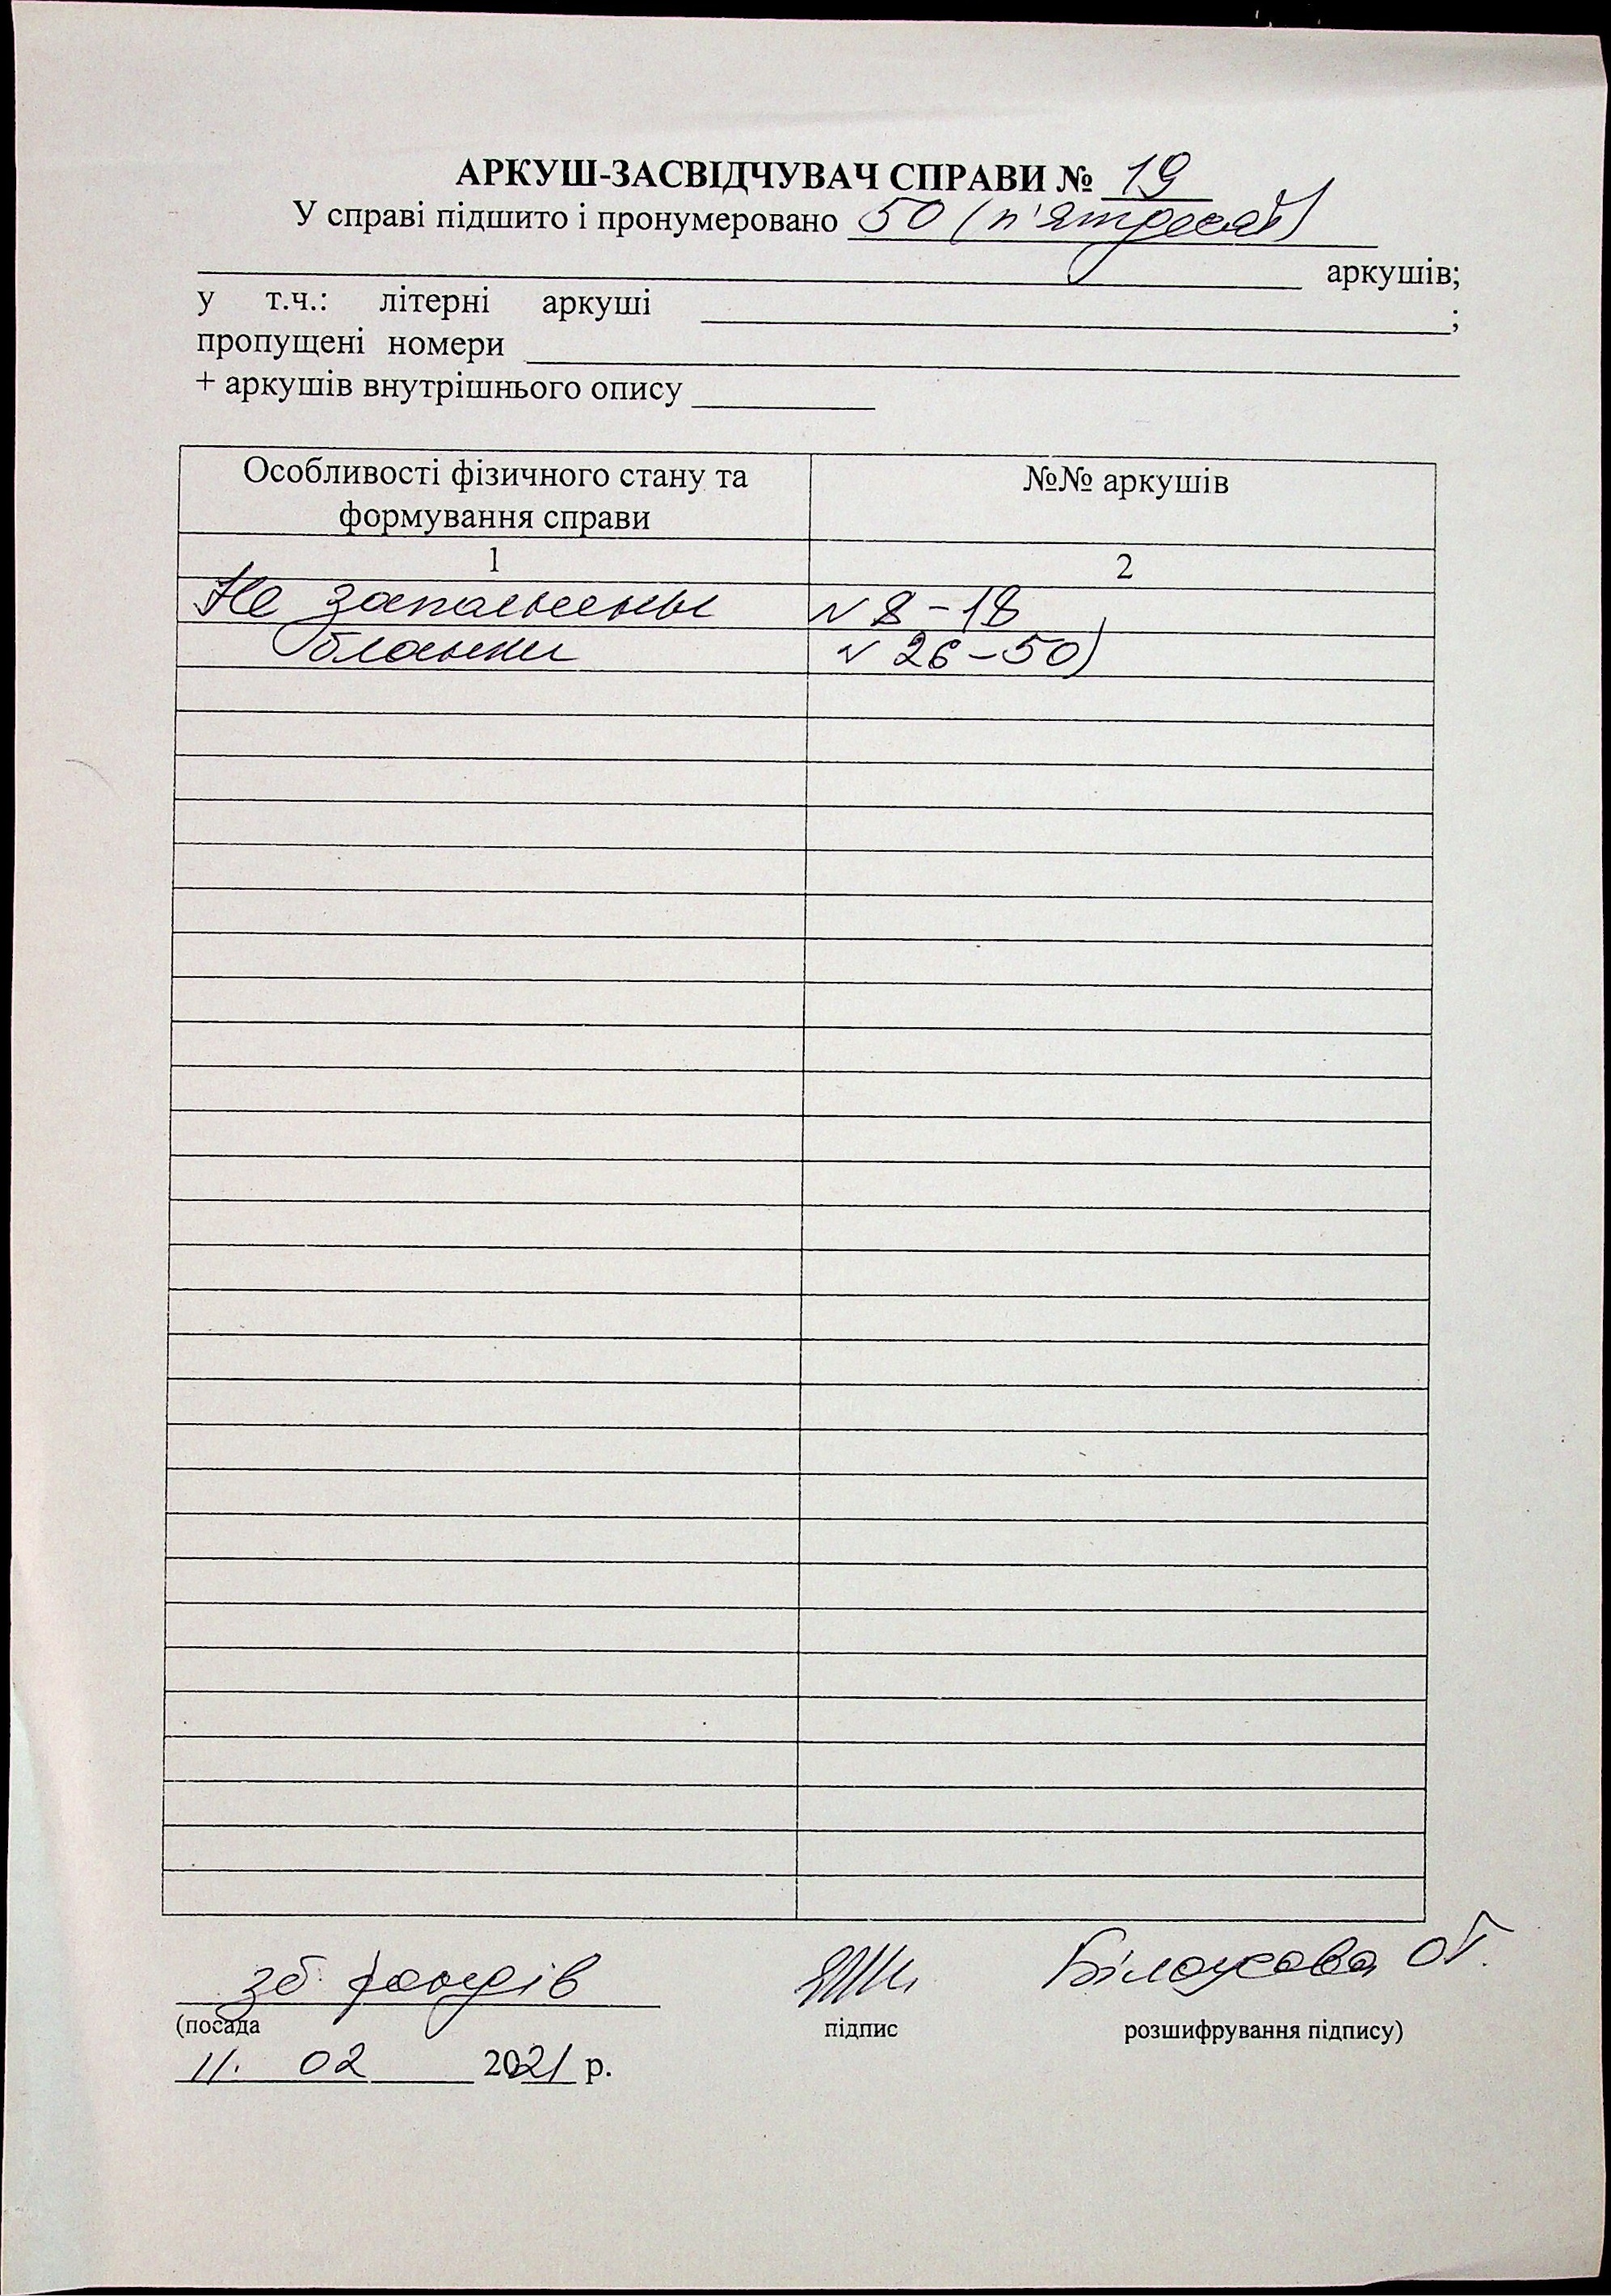 АРКУШ-ЗАСВІДЧУВАЧ СПРАВИ № 19
У справі підшито і пронумеровано 50 (п'ятдесят)
аркушів;
у т.ч.: літерні аркуші ;
пропущені номери
+ аркушів внутрішнього опису
Особливості фізичного стану та №№ аркушів
формування справи
1 2
Не заполнены № 8-18,
бланки № 26-50)
зб. фондів О.
(посада підпис розшифрування підпису)
11. 02 2021 р.